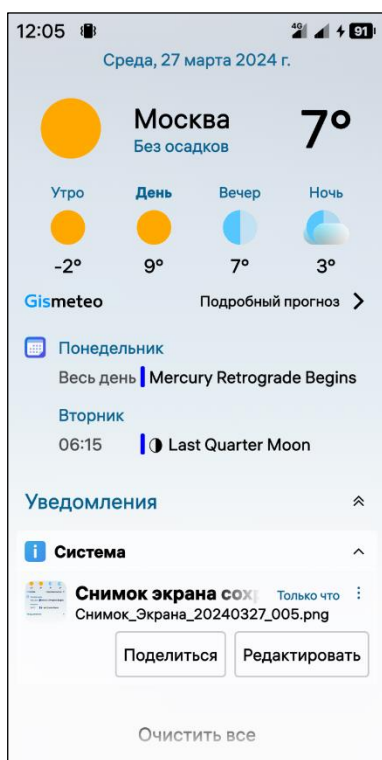 12:05 4G 91
Среда, 27 марта 2024 г.
Москва 7°
Без осадков
Утро День Вечер Ночь
-2° 9° 7° 3°
Gismeteo Подробный прогноз
Понедельник
Весь день Mercury Retrograde Begins
Вторник
06:15 Last Quarter Moon
Уведомления
Система
Снимок экрана сохр Только что
Снимок_Экрана_20240327_005.png
Поделиться Редактировать
Очистить все